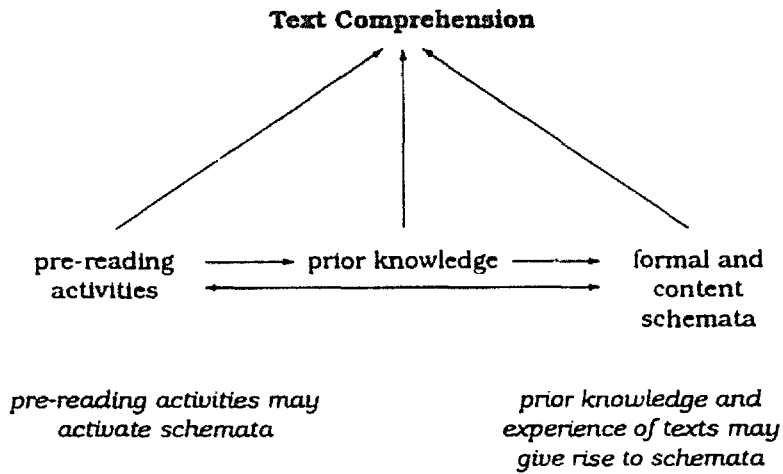 Text Comprehension
pre-reading
activities
prior knowledge
formal and
content
schemata
pre-reading activities may
activate schemata
prior knowledge and
experience of texts may
give rise to schemata